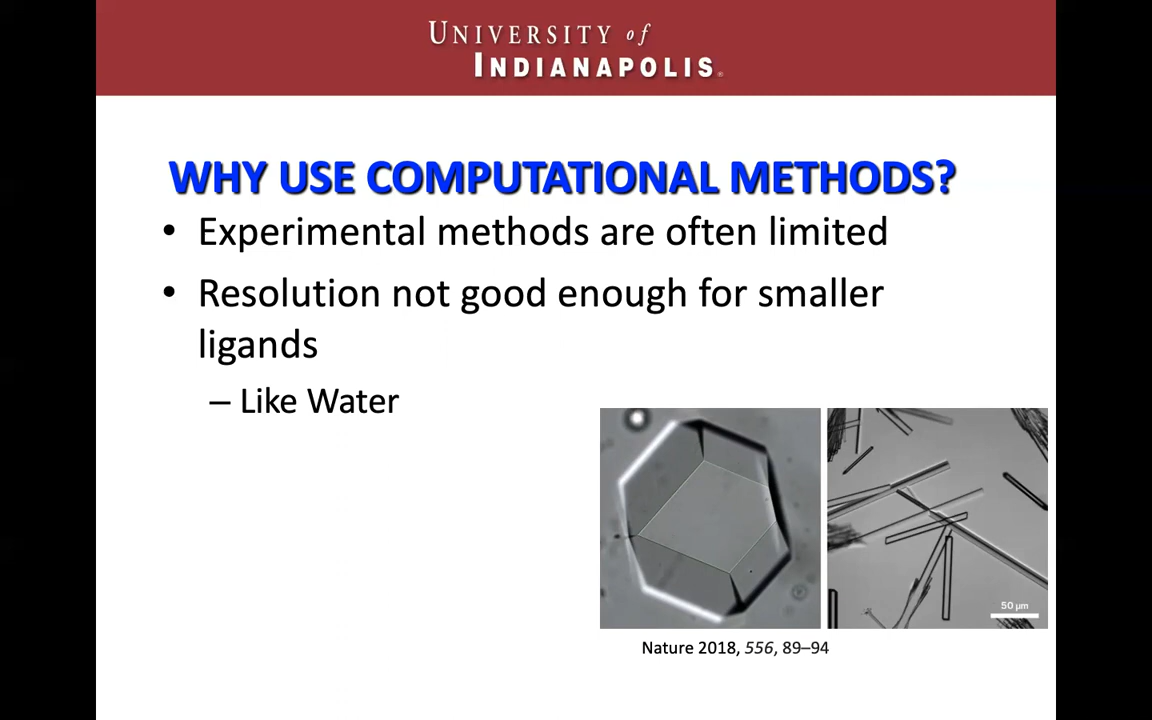 UNIVERSITY of
INDIANAPOLIS®
WHY USE COMPUTATIONAL METHODS?
• Experimental methods are often limited
• Resolution not good enough for smaller
ligands
– Like Water
50 µm
Nature 2018, 556, 89–94